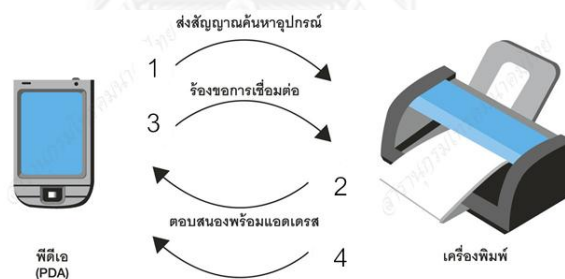 ส่งสัญญาณค้นหาอุปกรณ์
1
ร้องขอการเชื่อมต่อ
3
2
ตอบสนองพร้อมแอดเดรส
4
พีดีเอ
(PDA)
เครื่องพิมพ์